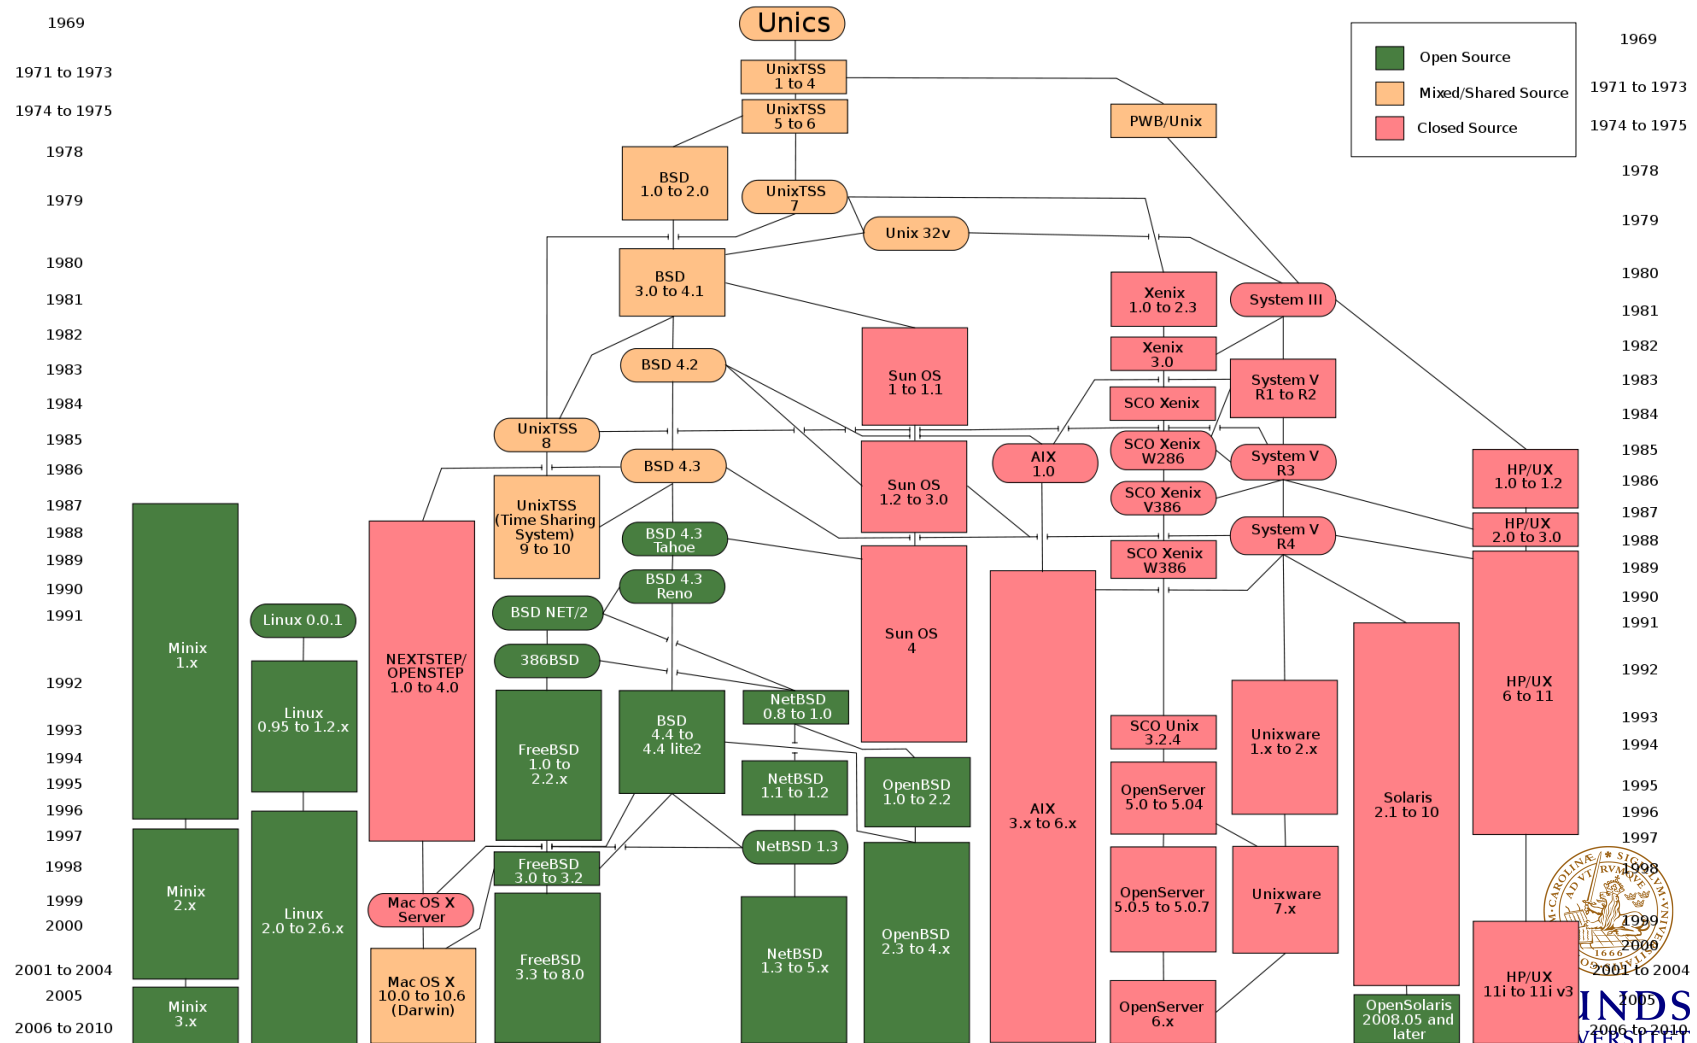 Unics
1969
1969
Open Source
UnixTSS
1 to 4
1971 to 1973
1971 to 1973
Mixed/Shared Source
UnixTSS
5 to 6
1974 to 1975
PWB/Unix
1974 to 1975
Closed Source
1978
1978
BSD
1.0 to 2.0
UnixTSS
7
1979
1979
Unix 32v
1980
1980
BSD
3.0 to 4.1
Xenix
1.0 to 2.3
System III
1981
1981
1982
1982
Xenix
3.0
BSD 4.2
1983
1983
Sun OS
1 to 1.1
System V
R1 to R2
1984
1984
SCO Xenix
UnixTSS
8
1985
1985
SCO Xenix
W286
AIX
1.0
System V
R3
BSD 4.3
1986
1986
HP/UX
1.0 to 1.2
Sun OS
1.2 to 3.0
SCO Xenix
V386
1987
1987
UnixTSS
(Time Sharing
System)
9 to 10
HP/UX
2.0 to 3.0
1988
1988
BSD 4.3
Tahoe
System V
R4
1989
1989
SCO Xenix
W386
BSD 4.3
Reno
1990
1990
BSD NET/2
1991
1991
Linux 0.0.1
Minix
1.x
Sun OS
4
386BSD
NEXTSTEP/
OPENSTEP
1.0 to 4.0
1992
1992
HP/UX
6 to 11
NetBSD
0.8 to 1.0
Linux
0.95 to 1.2.x
BSD
4.4 to
4.4 lite2
1993
1993
SCO Unix
3.2.4
Unixware
1.x to 2.x
1994
1994
FreeBSD
1.0 to
2.2.x
NetBSD
1.1 to 1.2
OpenBSD
1.0 to 2.2
1995
1995
OpenServer
5.0 to 5.04
Solaris
2.1 to 10
AIX
3.x to 6.x
1996
1996
1997
1997
NetBSD 1.3
FreeBSD
3.0 to 3.2
1998
1998
Minix
2.x
Mac OS X
Server
OpenServer
5.0.5 to 5.0.7
Unixware
7.x
1999
1999
Linux
2.0 to 2.6.x
2000
2000
OpenBSD
2.3 to 4.x
NetBSD
1.3 to 5.x
FreeBSD
3.3 to 8.0
2001 to 2004
2001 to 2004
Mac OS X
10.0 to 10.6
(Darwin)
HP/UX
11i to 11i v3
2005
2005
Minix
3.x
OpenServer
6.x
OpenSolaris
2008.05 and
later
2006 to 2010
2006 to 2010
1666